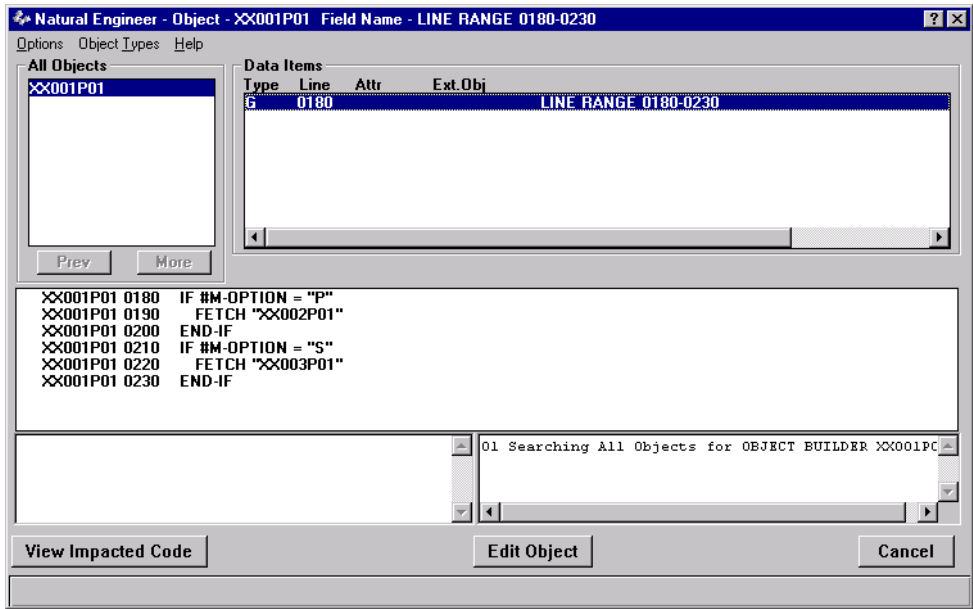 Natural Engineer - Object - XX001P01 Field Name - LINE RANGE 0180-0230
Options Object Types Help
All Objects
XX001P01
Prev More
Data Items
Type Line Attr Ext.Obj
G 0180 LINE RANGE 0180-0230
XX001P01 0180 IF #M-OPTION = "P"
XX001P01 0190 FETCH "XX002P01"
XX001P01 0200 END-IF
XX001P01 0210 IF #M-OPTION = "S"
XX001P01 0220 FETCH "XX003P01"
XX001P01 0230 END-IF
01 Searching All Objects for OBJECT BUILDER XX001P0
View Impacted Code Edit Object Cancel